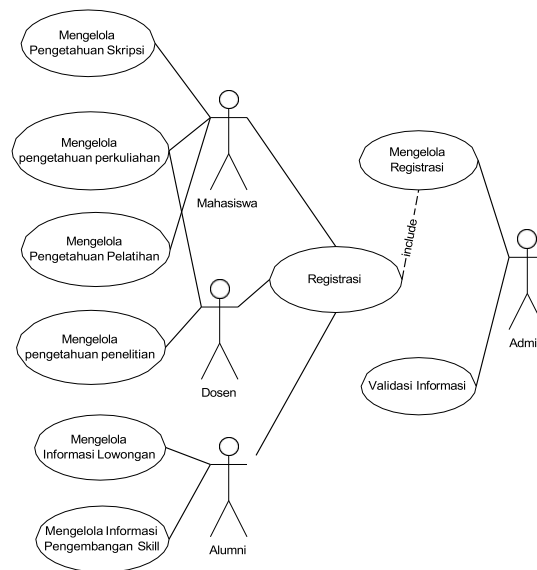 Mengelola
Pengetahuan Skripsi
Mengelola
pengetahuan perkuliahan
Mahasiswa
Mengelola
Registrasi
include
Mengelola
Pengetahuan Pelatihan
Registrasi
Admi
Mengelola
pengetahuan penelitian
Dosen
Validasi Informasi
Mengelola
Informasi Lowongan
Mengelola Informasi
Pengembangan Skill
Alumni